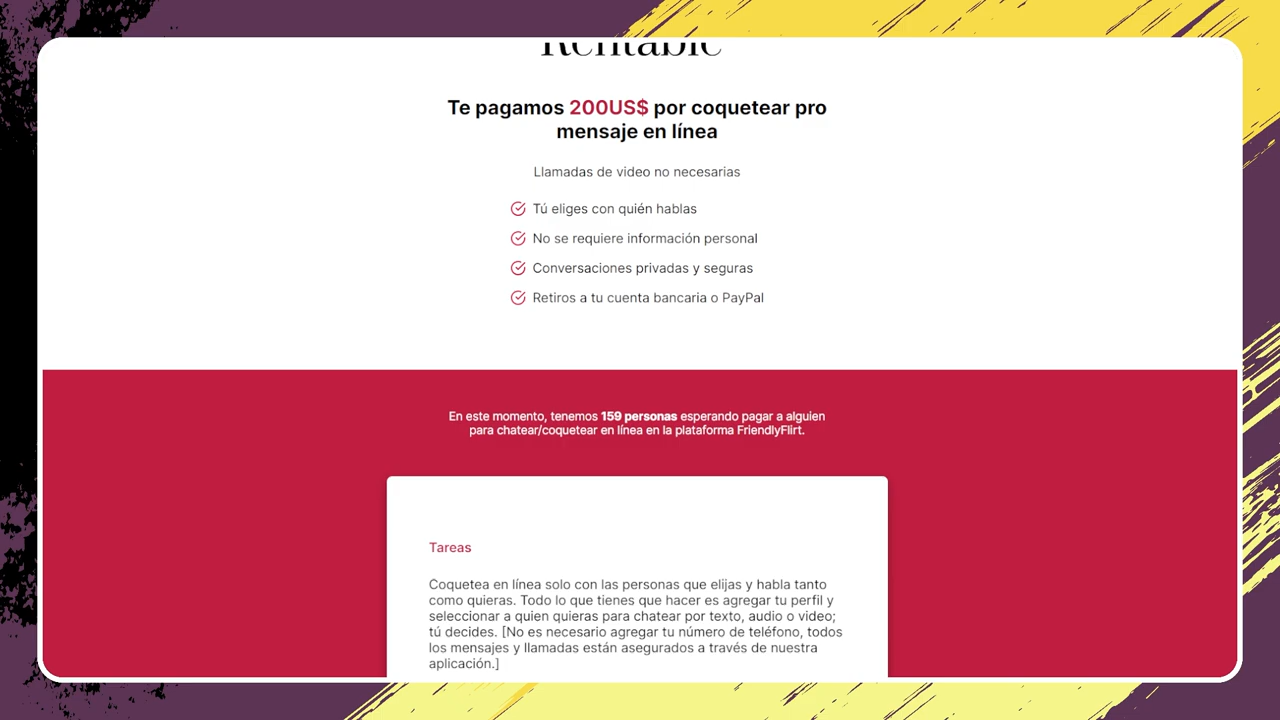 Rentable
Te pagamos 200US$ por coquetear pro
mensaje en línea
Llamadas de video no necesarias
Tú eliges con quién hablas
No se requiere información personal
Conversaciones privadas y seguras
Retiros a tu cuenta bancaria o PayPal
En este momento, tenemos 159 personas esperando pagar a alguien
para chatear/coquetear en línea en la plataforma FriendlyFlirt.
Tareas
Coquetea en línea solo con las personas que elijas y habla tanto
como quieras. Todo lo que tienes que hacer es agregar tu perfil y
seleccionar a quien quieras para chatear por texto, audio o video;
tú decides. [No es necesario agregar tu número de teléfono, todos
los mensajes y llamadas están asegurados a través de nuestra
aplicación.]